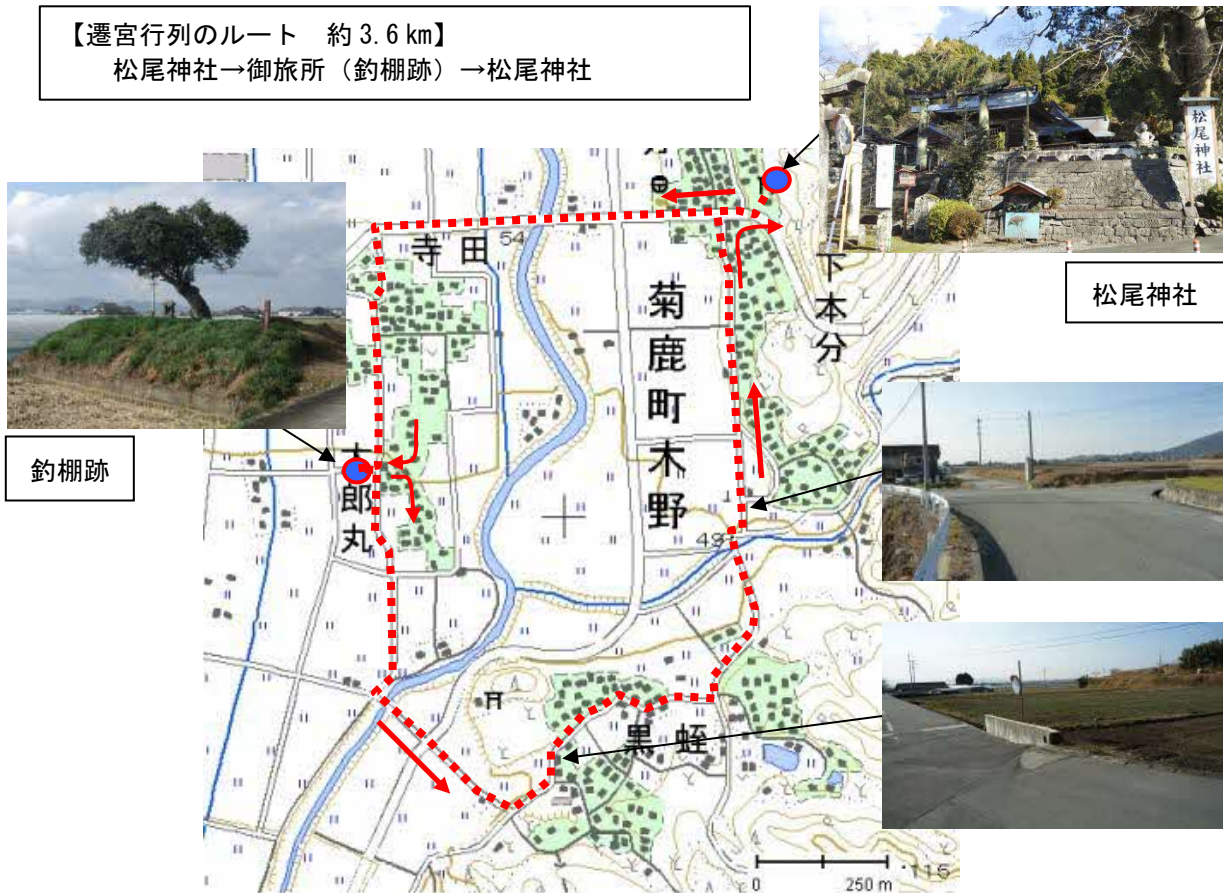 【遷宮行列のルート 約3.6㎞】
松尾神社→御旅所（釣棚跡）→松尾神社
松尾神社
松尾神社
釣棚跡
寺田
54
下本分
菊鹿町木野
郎丸
49
黒蛭
116
0 250 m